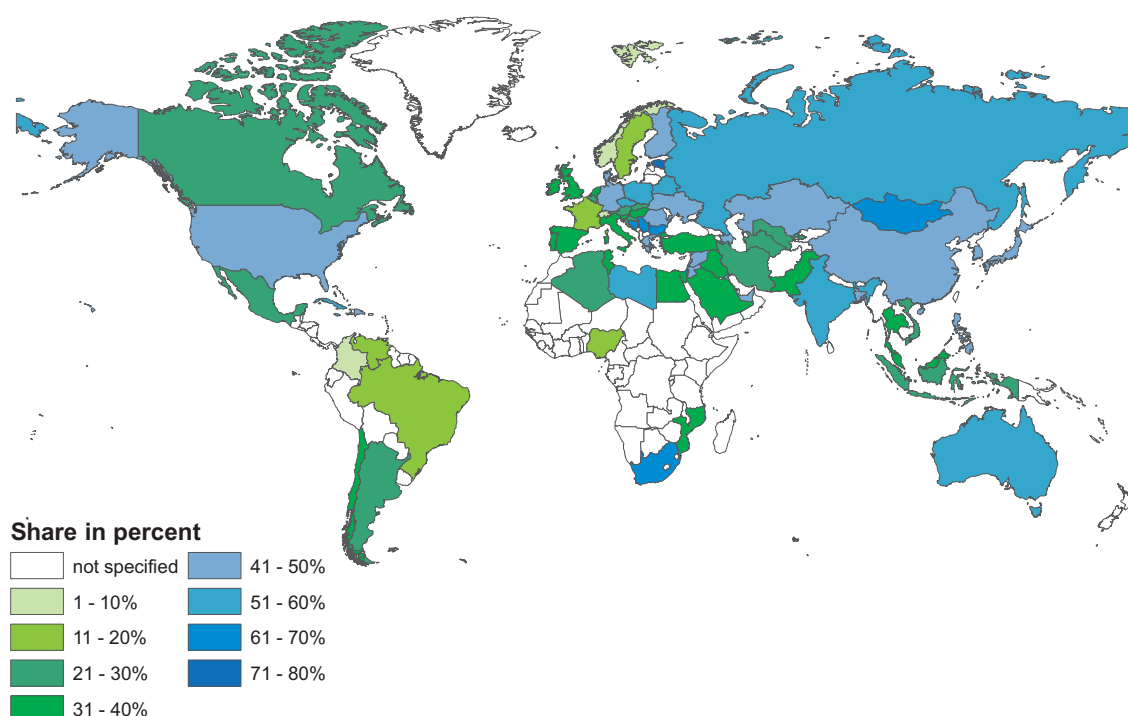 Share in percent
not specified
1 - 10%
11 - 20%
21 - 30%
31 - 40%
41 - 50%
51 - 60%
61 - 70%
71 - 80%